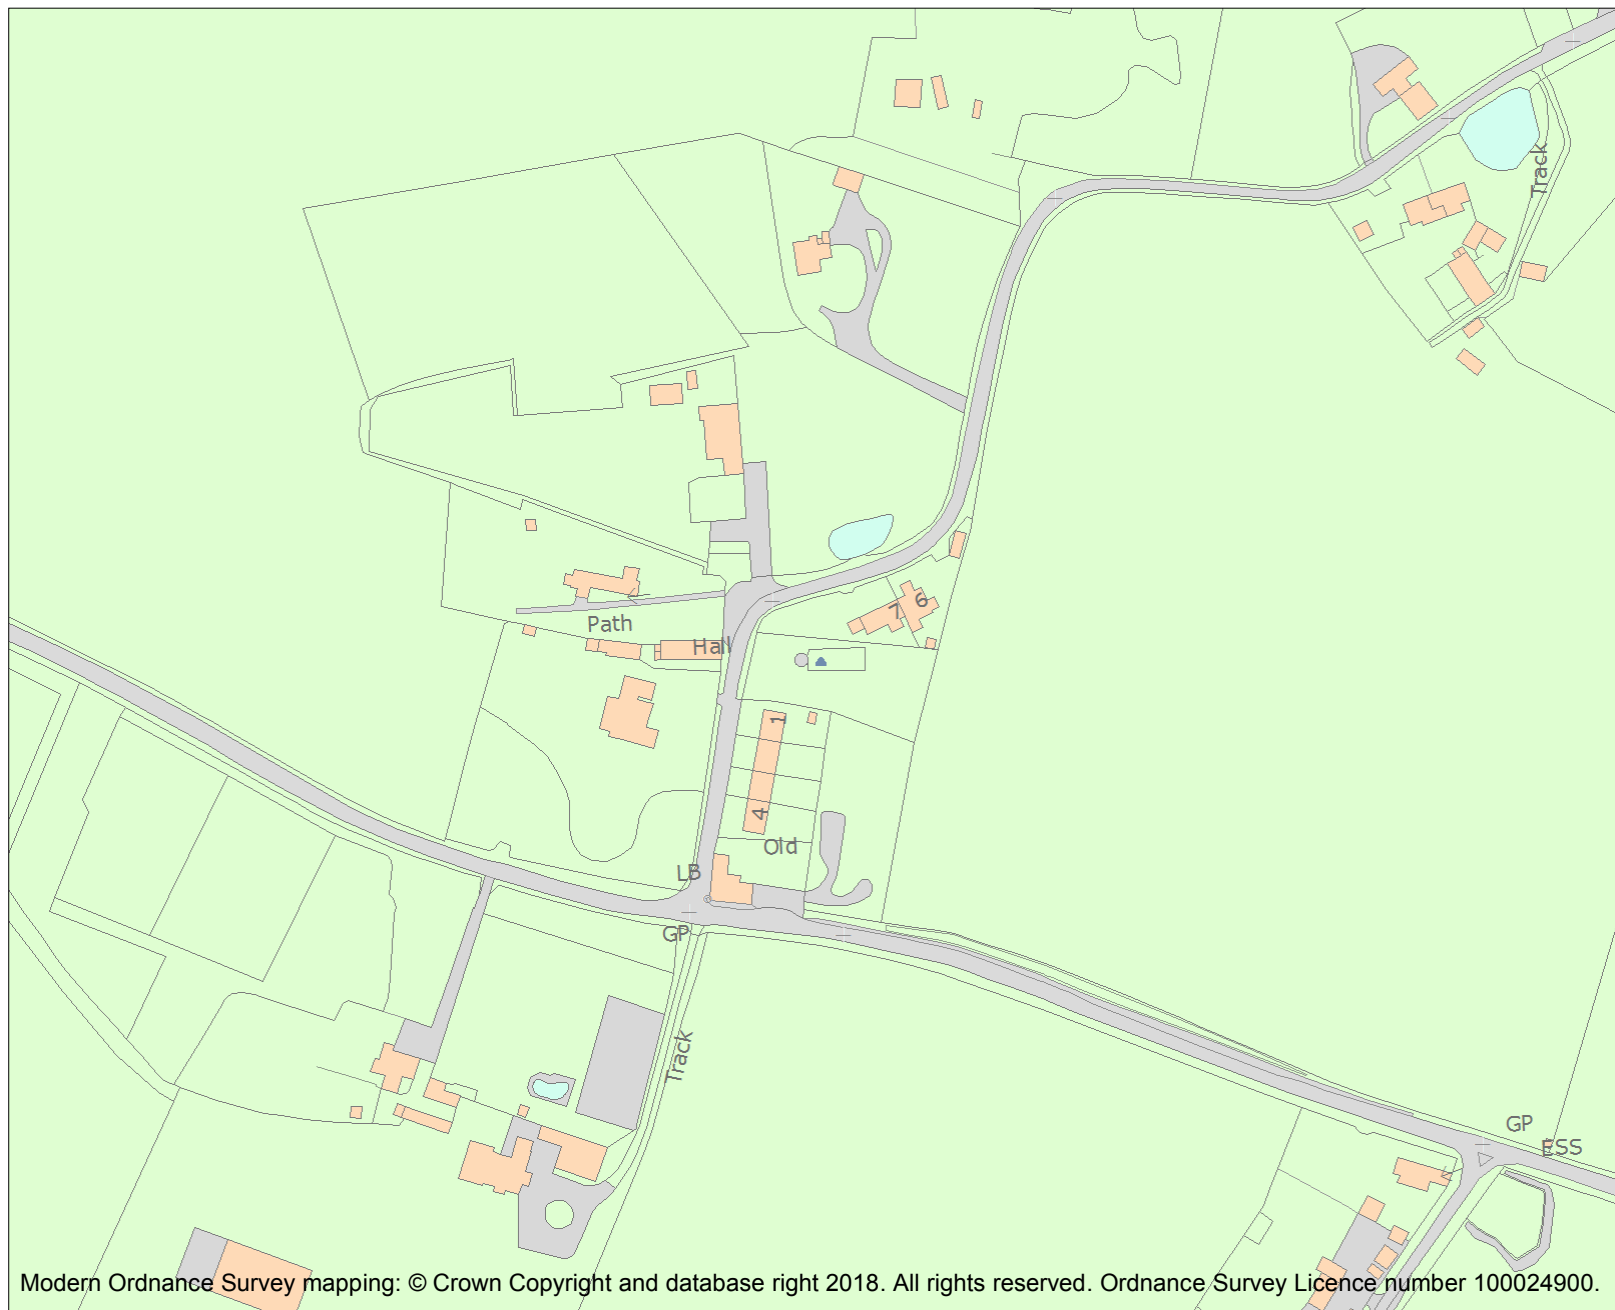 Track
7 6
Path
Hall
1
4
Old
LB
GP
Track
GP
ESS
Modern Ordnance Survey mapping: © Crown Copyright and database right 2018. All rights reserved. Ordnance Survey Licence number 100024900.